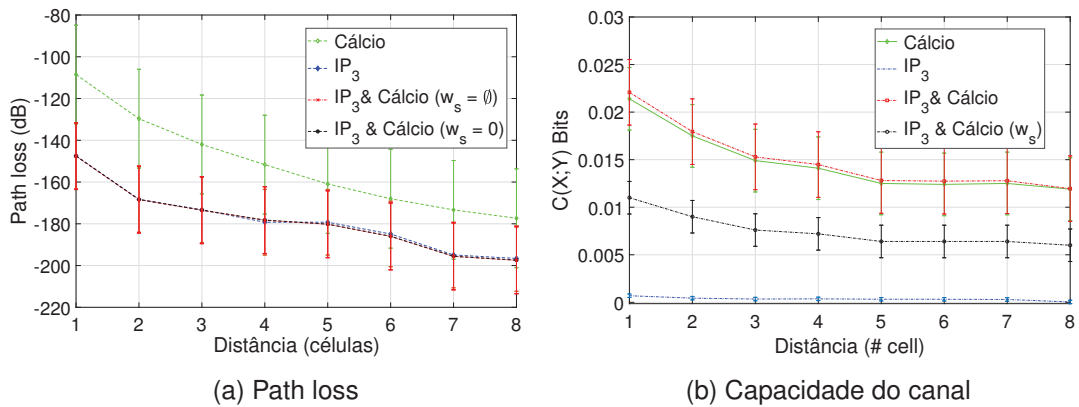 -80
-100
-120
-140
-160
-180
-200
-220
Path loss (dB)
1 2 3 4 5 6 7 8
Distância (células)
Cálcio
IP3
IP3& Cálcio (ws = ∅)
IP3 & Cálcio (ws = 0)
(a) Path loss
0.03
0.025
0.02
0.015
0.01
0.005
0
C(X;Y) Bits
1 2 3 4 5 6 7 8
Distância (# cell)
Cálcio
IP3
IP3& Cálcio
IP3 & Cálcio (ws)
(b) Capacidade do canal